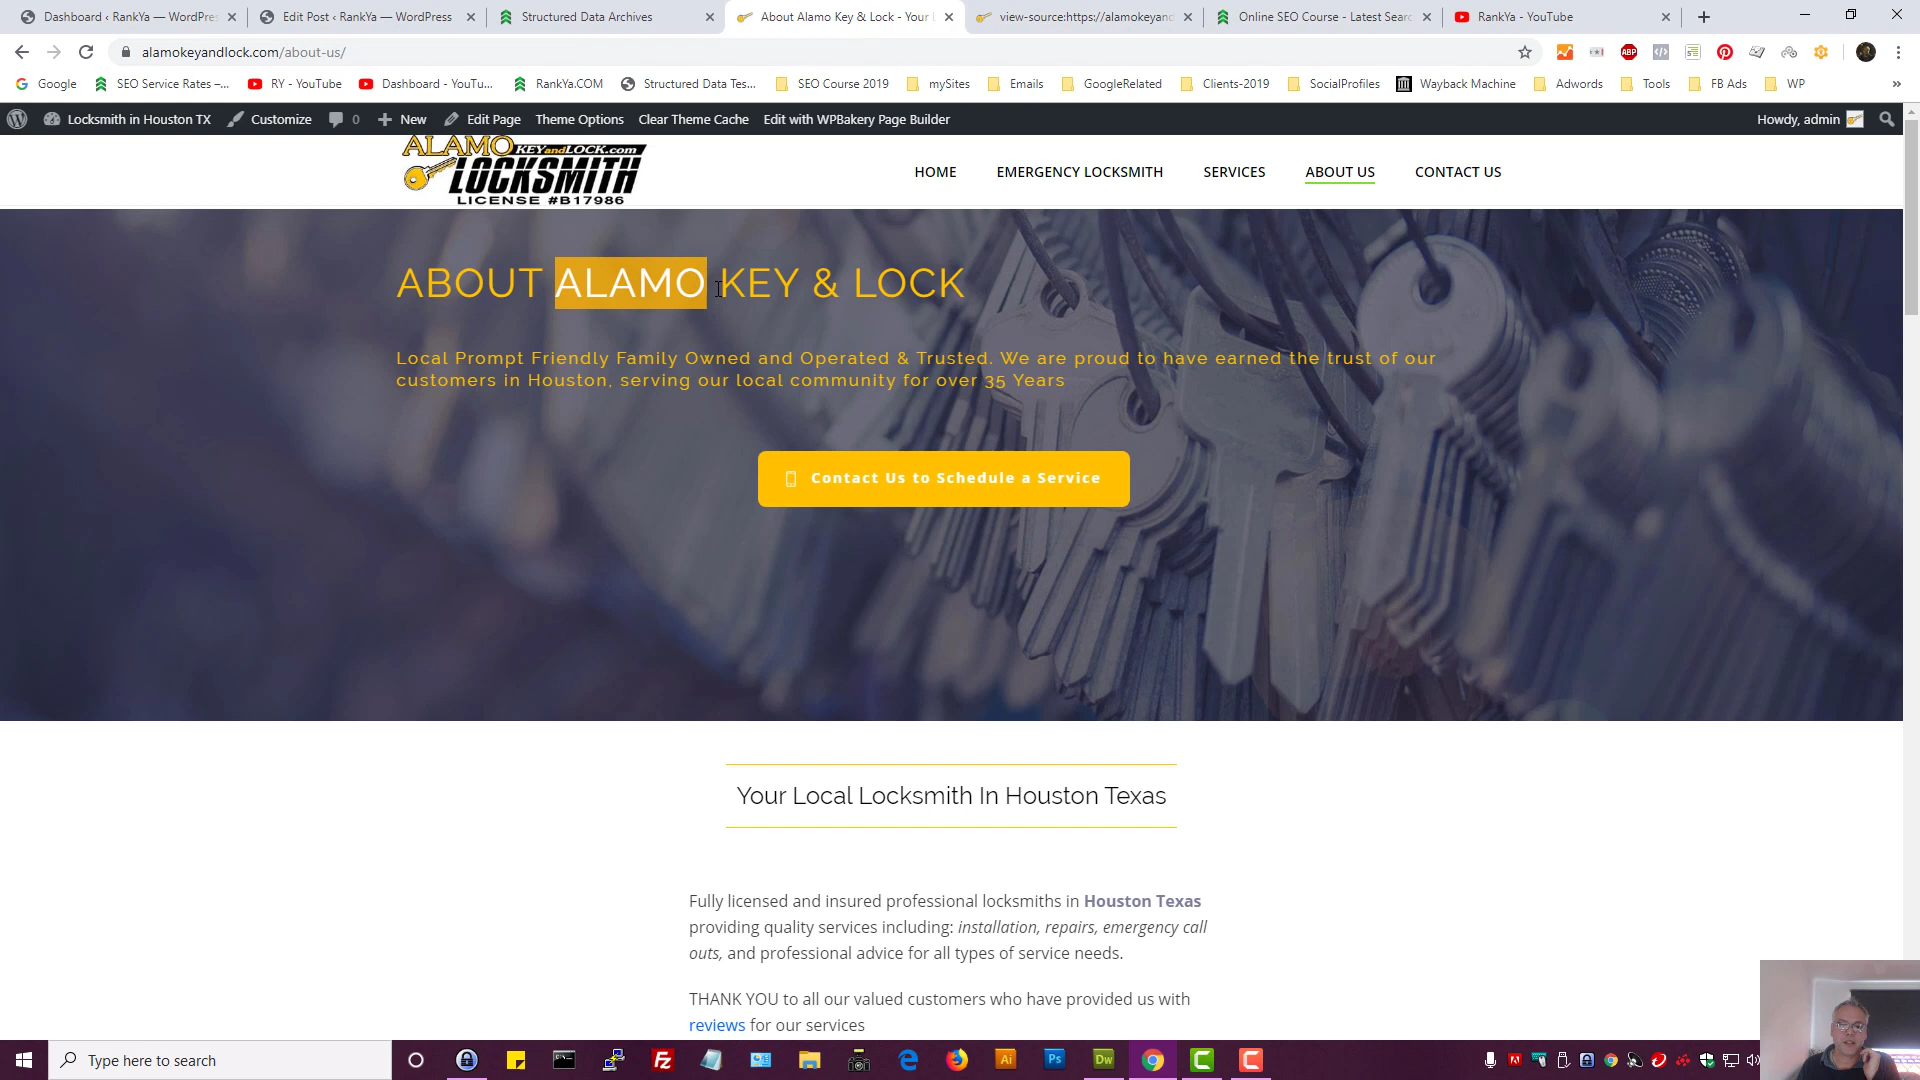 Dashboard ‹ RankYa — WordPre
Edit Post ‹ RankYa — WordPress
Structured Data Archives
About Alamo Key & Lock - Your
view-source:https://alamokeyand
Online SEO Course - Latest Searc
RankYa - YouTube
alamokeyandlock.com/about-us/
Google
SEO Service Rates –...
RY - YouTube
Dashboard - YouTu...
RankYa.COM
Structured Data Tes...
SEO Course 2019
mySites
Emails
GoogleRelated
Clients-2019
SocialProfiles
Wayback Machine
Adwords
Tools
FB Ads
WP
»
Locksmith in Houston TX
Customize
0
New
Edit Page
Theme Options
Clear Theme Cache
Edit with WPBakery Page Builder
Howdy, admin
ALAMO KEYandLOCK.com
LOCKSMITH
LICENSE #B17986
HOME
EMERGENCY LOCKSMITH
SERVICES
ABOUT US
CONTACT US
ABOUT ALAMO KEY & LOCK
Local Prompt Friendly Family Owned and Operated & Trusted. We are proud to have earned the trust of our
customers in Houston, serving our local community for over 35 Years
Contact Us to Schedule a Service
Your Local Locksmith In Houston Texas
Fully licensed and insured professional locksmiths in Houston Texas
providing quality services including: installation, repairs, emergency call
outs, and professional advice for all types of service needs.
THANK YOU to all our valued customers who have provided us with
reviews for our services
Type here to search
Fz
Ai
Ps
Dw